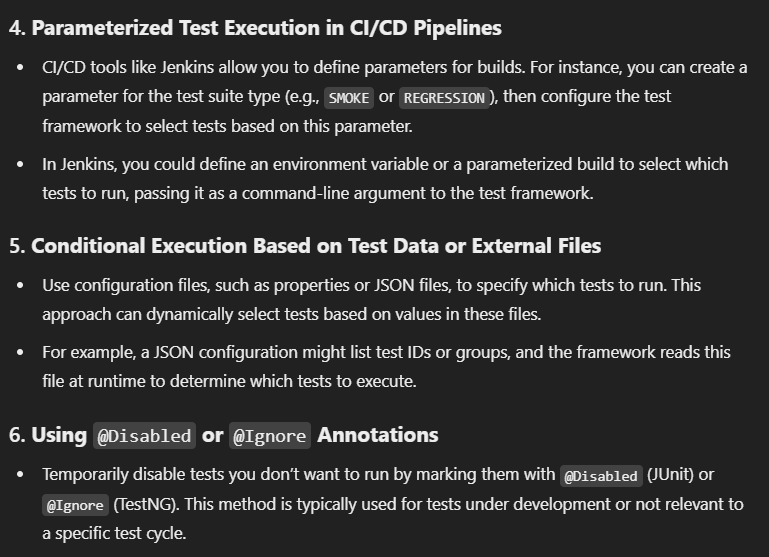 4. Parameterized Test Execution in CI/CD Pipelines
• CI/CD tools like Jenkins allow you to define parameters for builds. For instance, you can create a
parameter for the test suite type (e.g., SMOKE or REGRESSION), then configure the test
framework to select tests based on this parameter.
• In Jenkins, you could define an environment variable or a parameterized build to select which
tests to run, passing it as a command-line argument to the test framework.
5. Conditional Execution Based on Test Data or External Files
• Use configuration files, such as properties or JSON files, to specify which tests to run. This
approach can dynamically select tests based on values in these files.
• For example, a JSON configuration might list test IDs or groups, and the framework reads this
file at runtime to determine which tests to execute.
6. Using @Disabled or @Ignore Annotations
• Temporarily disable tests you don’t want to run by marking them with @Disabled (JUnit) or
@Ignore (TestNG). This method is typically used for tests under development or not relevant to
a specific test cycle.